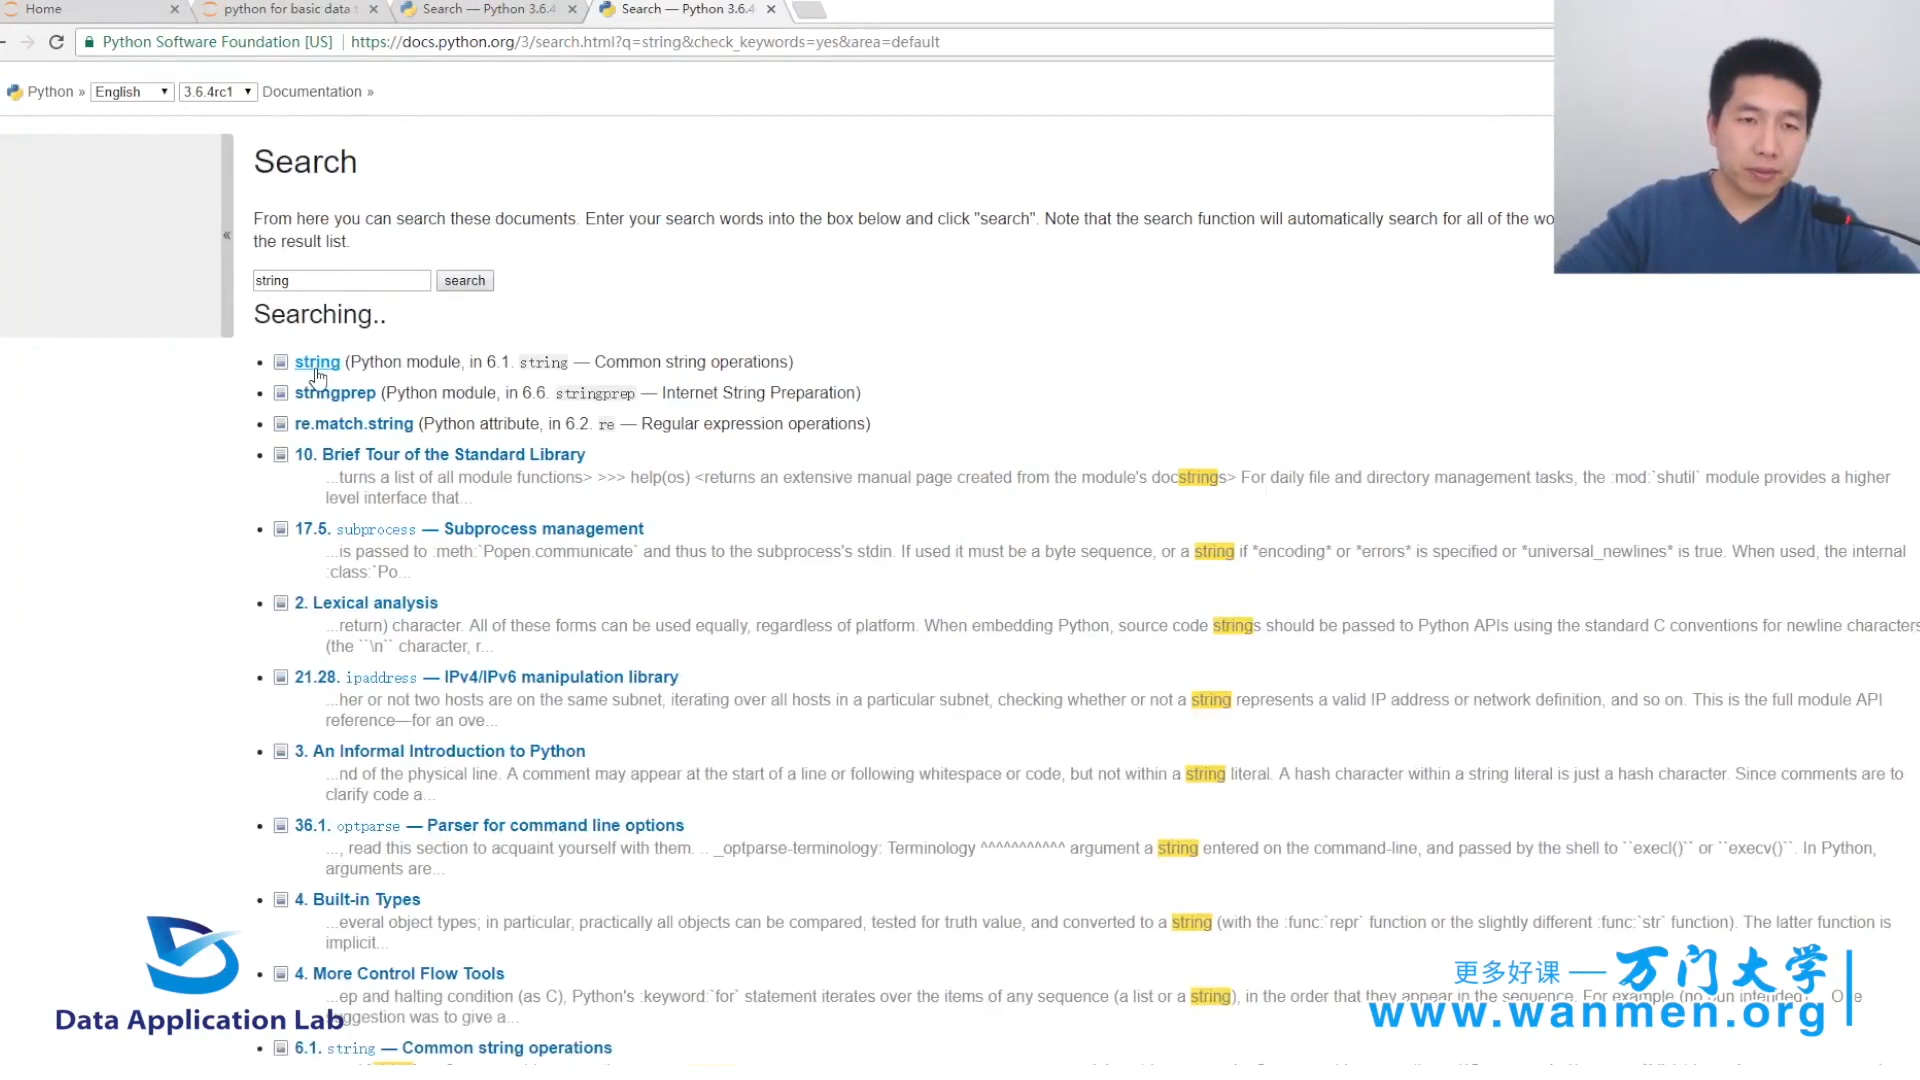 Home
python for basic data t
Search — Python 3.6.4
Search — Python 3.6.4
Python Software Foundation [US]
https://docs.python.org/3/search.html?q=string&check_keywords=yes&area=default
Python » English 3.6.4rc1 Documentation »
Search
From here you can search these documents. Enter your search words into the box below and click "search". Note that the search function will automatically search for all of the wo
the result list.
string search
Searching..
string (Python module, in 6.1. string — Common string operations)
stringprep (Python module, in 6.6. stringprep — Internet String Preparation)
re.match.string (Python attribute, in 6.2. re — Regular expression operations)
10. Brief Tour of the Standard Library
...turns a list of all module functions> >>> help(os) <returns an extensive manual page created from the module's docstrings> For daily file and directory management tasks, the :mod:`shutil` module provides a higher
level interface that...
17.5. subprocess — Subprocess management
...is passed to :meth:`Popen.communicate` and thus to the subprocess's stdin. If used it must be a byte sequence, or a string if *encoding* or *errors* is specified or *universal_newlines* is true. When used, the internal
:class:`Po...
2. Lexical analysis
...return) character. All of these forms can be used equally, regardless of platform. When embedding Python, source code strings should be passed to Python APIs using the standard C conventions for newline characters
(the ``\n`` character, r...
21.28. ipaddress — IPv4/IPv6 manipulation library
...her or not two hosts are on the same subnet, iterating over all hosts in a particular subnet, checking whether or not a string represents a valid IP address or network definition, and so on. This is the full module API
reference—for an ove...
3. An Informal Introduction to Python
...nd of the physical line. A comment may appear at the start of a line or following whitespace or code, but not within a string literal. A hash character within a string literal is just a hash character. Since comments are to
clarify code a...
36.1. optparse — Parser for command line options
..., read this section to acquaint yourself with them. .. _optparse-terminology: Terminology ^^^^^^^^^^^ argument a string entered on the command-line, and passed by the shell to ``execl()`` or ``execv()``. In Python,
arguments are...
4. Built-in Types
...everal object types; in particular, practically all objects can be compared, tested for truth value, and converted to a string (with the :func:`repr` function or the slightly different :func:`str` function). The latter function is
implicit...
4. More Control Flow Tools
...ep and halting condition (as C), Python's :keyword:`for` statement iterates over the items of any sequence (a list or a string), in the order that they appear in the sequence. For example (no pun intended)
ggestion was to give a...
6.1. string — Common string operations
Data Application Lab
更多好课 — 万门大学
www.wanmen.org